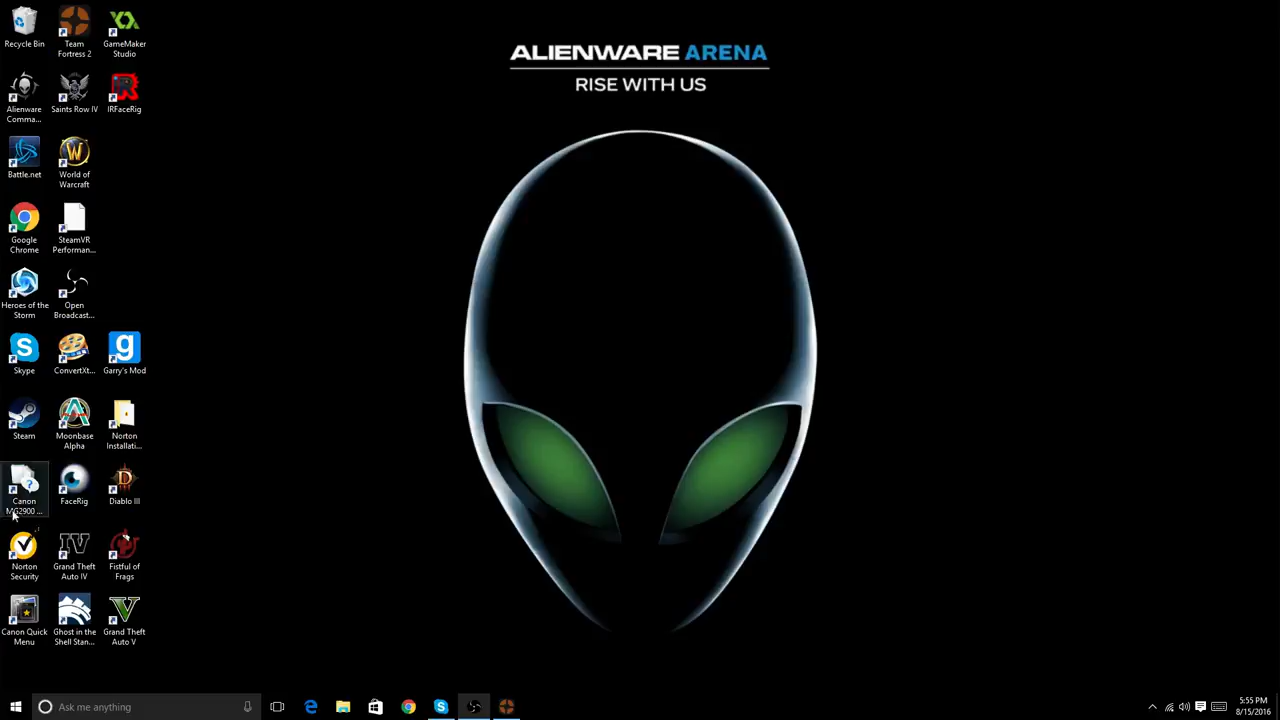 ALIENWARE ARENA
RISE WITH US
Recycle Bin
Team
Fortress 2
GameMaker
Studio
Alienware
Comma...
Saints Row IV
IRFaceRig
Battle.net
World of
Warcraft
Google
Chrome
SteamVR
Performan...
Heroes of the
Storm
Open
Broadcast...
Skype
ConvertXt...
Garry's Mod
Steam
Moonbase
Alpha
Norton
Installati...
Canon
MG2900 ...
FaceRig
Diablo III
Norton
Security
IV
Grand Theft
Auto IV
Fistful of
Frags
Canon Quick
Menu
Ghost in the
Shell Stan...
Grand Theft
Auto V
Ask me anything
5:55 PM
8/15/2016